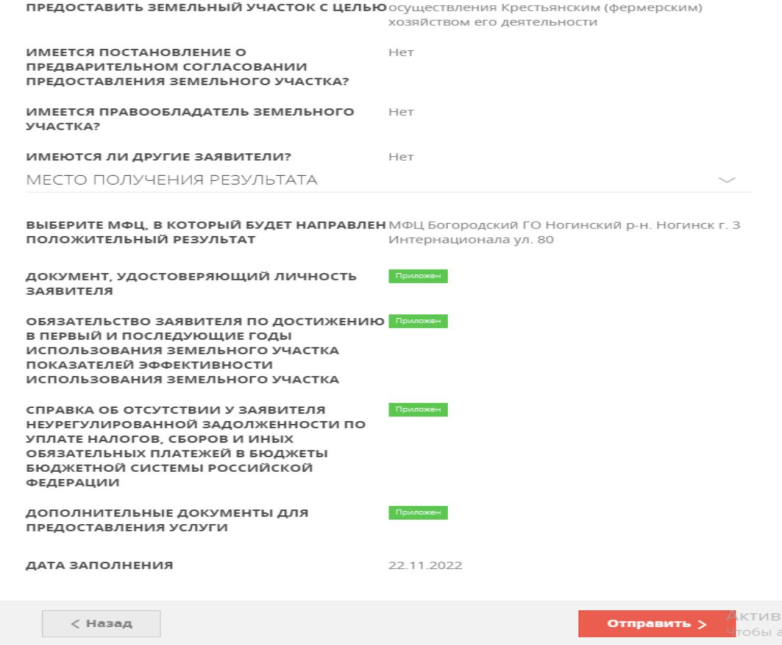 ПРЕДОСТАВИТЬ ЗЕМЕЛЬНЫЙ УЧАСТОК С ЦЕЛЬЮ осуществления Крестьянским (фермерским)
хозяйством его деятельности
ИМЕЕТСЯ ПОСТАНОВЛЕНИЕ О Нет
ПРЕДВАРИТЕЛЬНОМ СОГЛАСОВАНИИ
ПРЕДОСТАВЛЕНИЯ ЗЕМЕЛЬНОГО УЧАСТКА?
ИМЕЕТСЯ ПРАВООБЛАДАТЕЛЬ ЗЕМЕЛЬНОГО Нет
УЧАСТКА?
ИМЕЮТСЯ ЛИ ДРУГИЕ ЗАЯВИТЕЛИ? Нет
МЕСТО ПОЛУЧЕНИЯ РЕЗУЛЬТАТА
ВЫБЕРИТЕ МФЦ, В КОТОРЫЙ БУДЕТ НАПРАВЛЕН МФЦ Богородский ГО Ногинский р-н. Ногинск г. 3
ПОЛОЖИТЕЛЬНЫЙ РЕЗУЛЬТАТ Интернационала ул. 80
ДОКУМЕНТ, УДОСТОВЕРЯЮЩИЙ ЛИЧНОСТЬ Приложен
ЗАЯВИТЕЛЯ
ОБЯЗАТЕЛЬСТВО ЗАЯВИТЕЛЯ ПО ДОСТИЖЕНИЮ Приложен
В ПЕРВЫЙ И ПОСЛЕДУЮЩИЕ ГОДЫ
ИСПОЛЬЗОВАНИЯ ЗЕМЕЛЬНОГО УЧАСТКА
ПОКАЗАТЕЛЕЙ ЭФФЕКТИВНОСТИ
ИСПОЛЬЗОВАНИЯ ЗЕМЕЛЬНОГО УЧАСТКА
СПРАВКА ОБ ОТСУТСТВИИ У ЗАЯВИТЕЛЯ Приложен
НЕУРЕГУЛИРОВАННОЙ ЗАДОЛЖЕННОСТИ ПО
УПЛАТЕ НАЛОГОВ, СБОРОВ И ИНЫХ
ОБЯЗАТЕЛЬНЫХ ПЛАТЕЖЕЙ В БЮДЖЕТЫ
БЮДЖЕТНОЙ СИСТЕМЫ РОССИЙСКОЙ
ФЕДЕРАЦИИ
ДОПОЛНИТЕЛЬНЫЕ ДОКУМЕНТЫ ДЛЯ Приложен
ПРЕДОСТАВЛЕНИЯ УСЛУГИ
ДАТА ЗАПОЛНЕНИЯ 22.11.2022
< Назад Отправить > Актив
Чтобы а